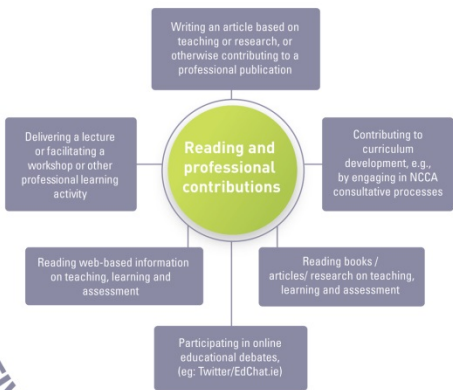 Writing an article based on
teaching or research, or
otherwise contributing to a
professional publication
Delivering a lecture
or facilitating a
workshop or other
professional learning
activity
Reading and
professional
contributions
Contributing to
curriculum
development, e.g.,
by engaging in NCCA
consultative processes
Reading web-based information
on teaching, learning and
assessment
Reading books /
articles/ research on teaching,
learning and assessment
Participating in online
educational debates,
(eg: Twitter/EdChat.ie)